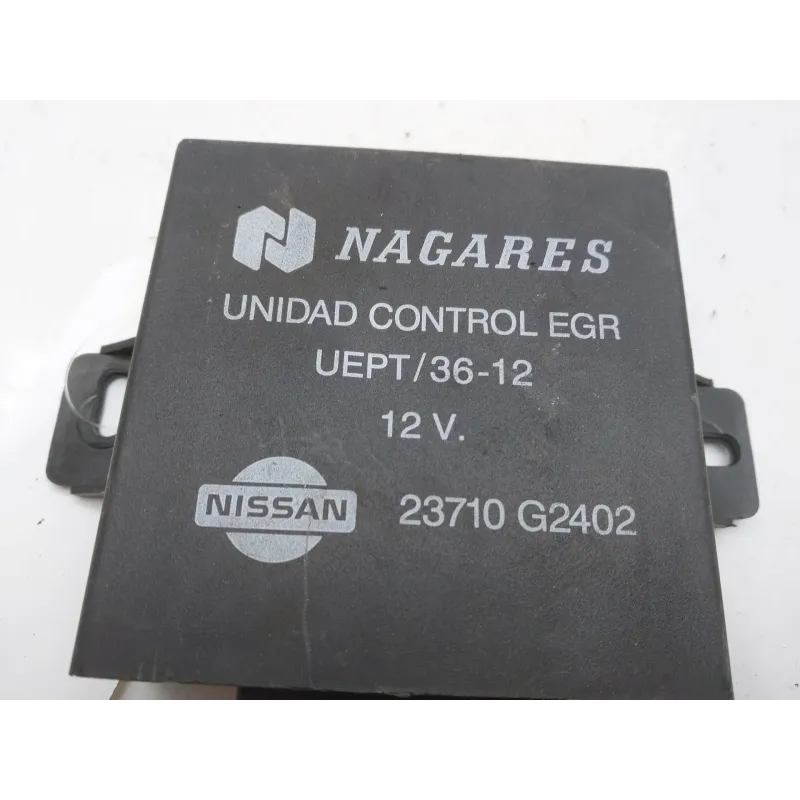 NAGARES
UNIDAD CONTROL EGR
UEPT/36-12
12 V.
NISSAN 23710 G2402